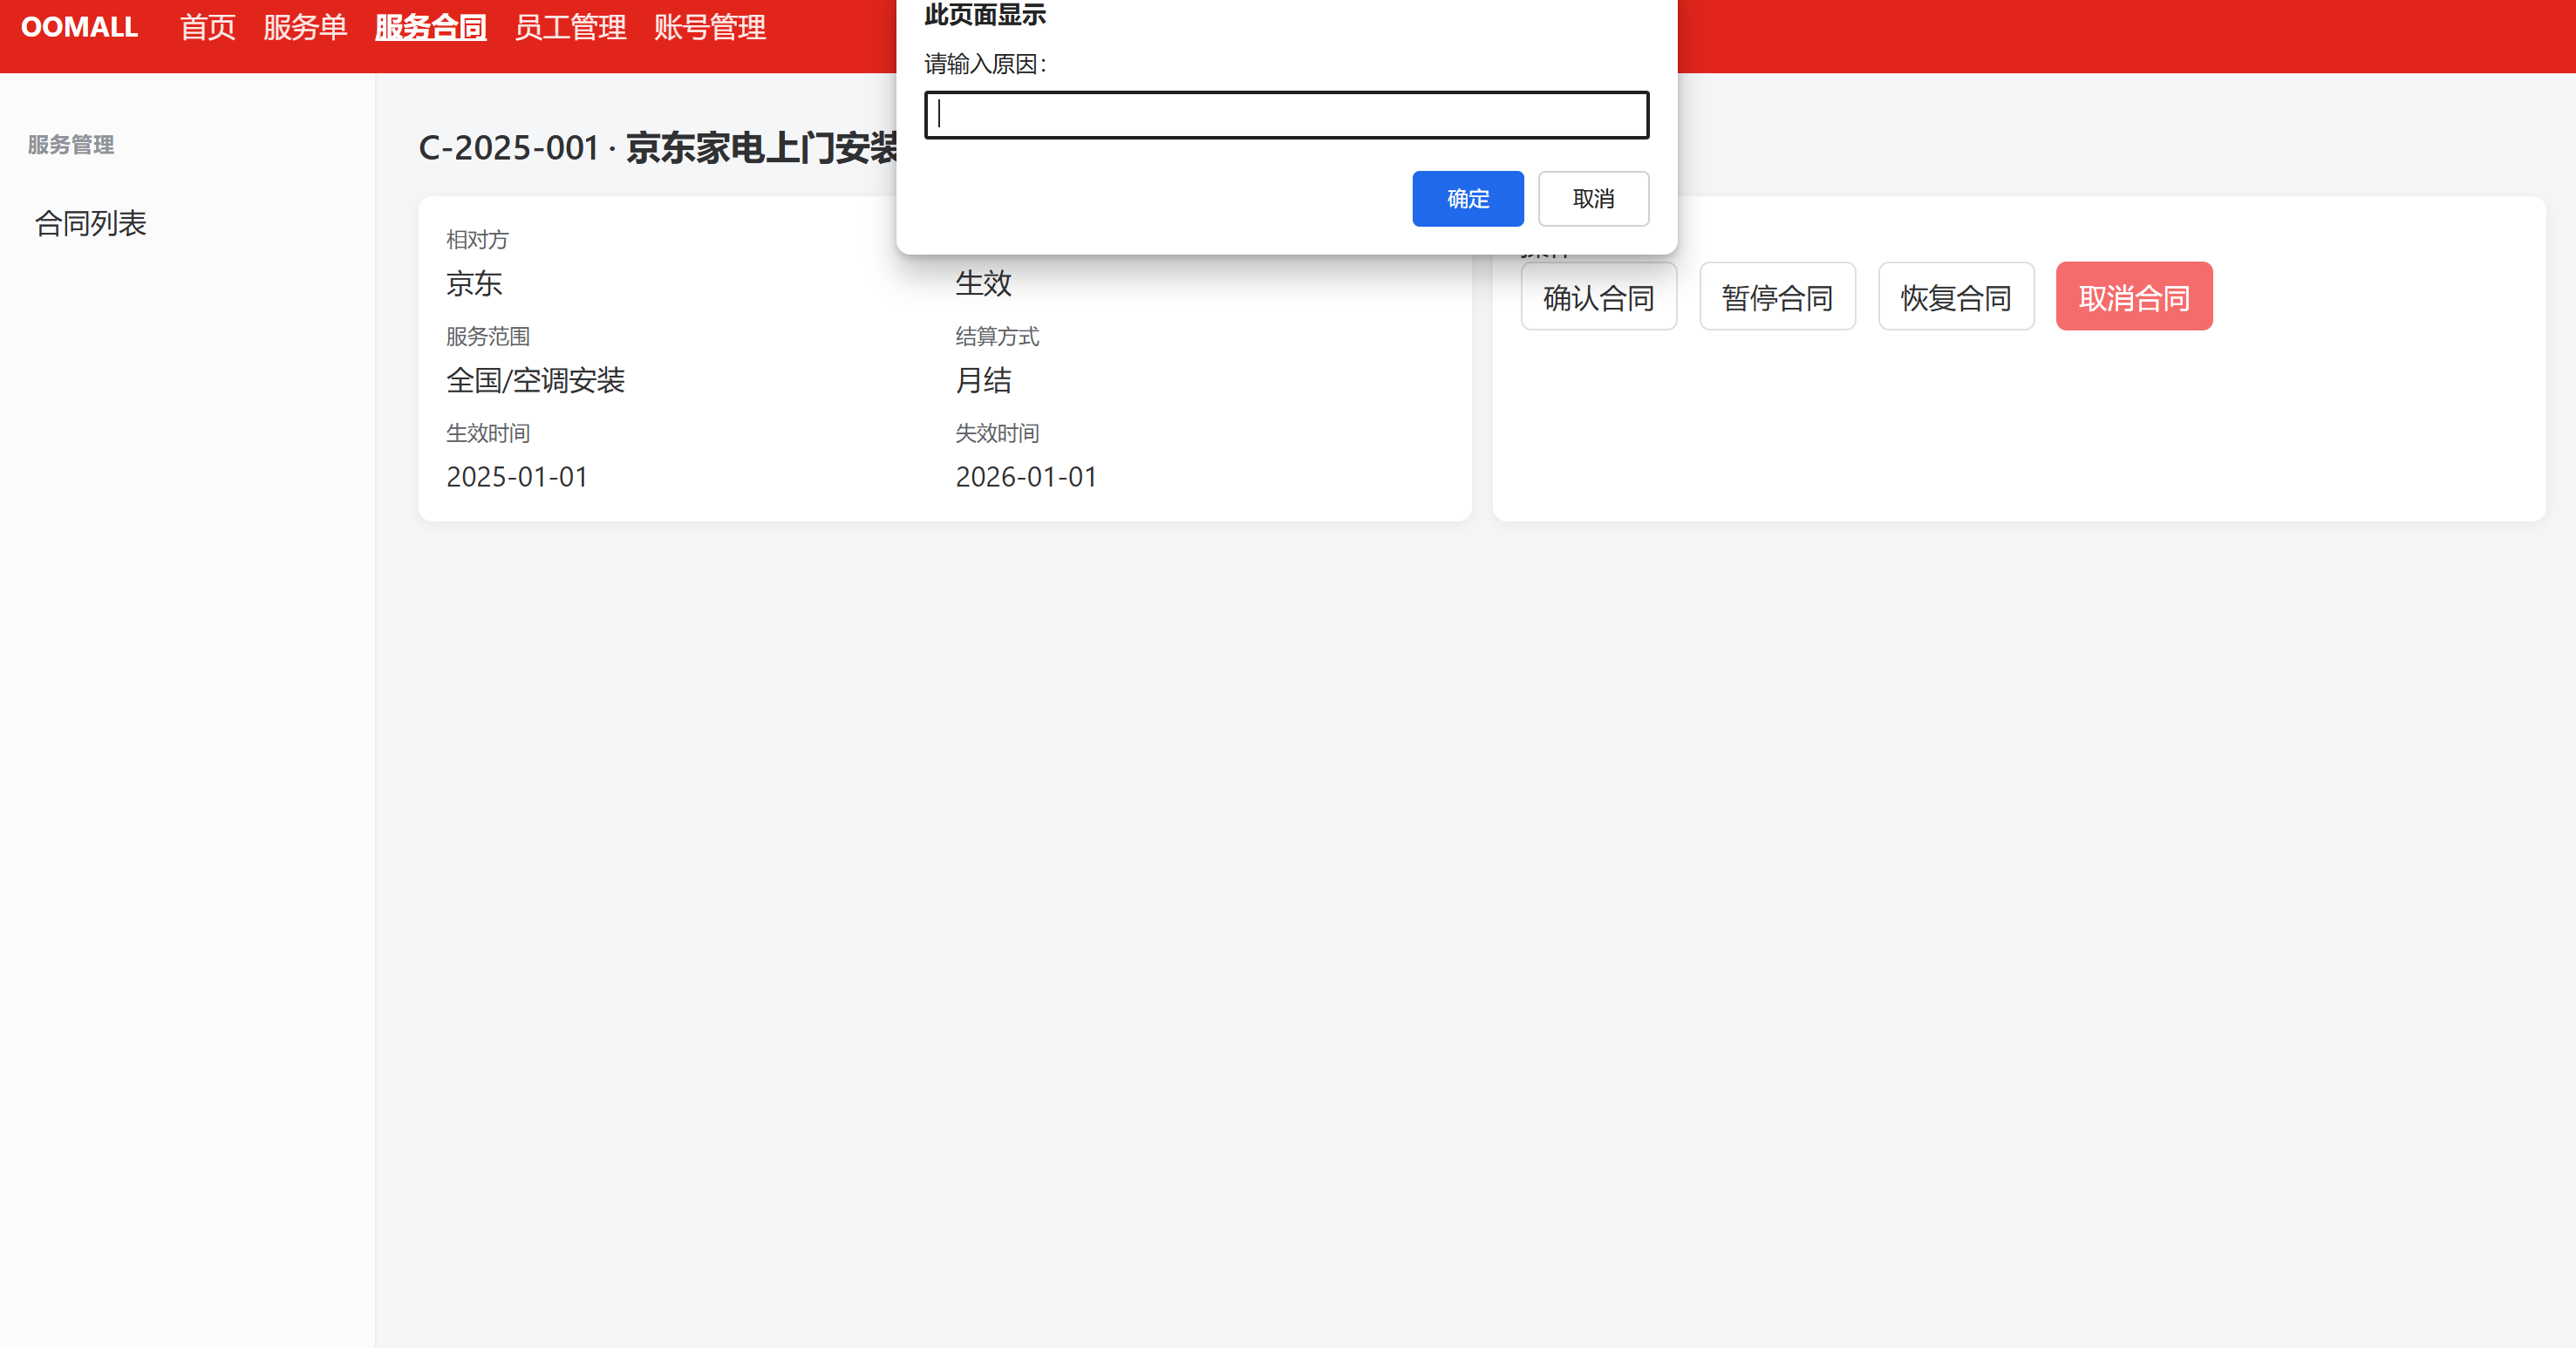 OOMALL 首页 服务单 服务合同 员工管理 账号管理
此页面显示
请输入原因：
确定 取消
服务管理
合同列表
C-2025-001 · 京东家电上门安装
相对方
京东 生效
服务范围 结算方式
全国/空调安装 月结
生效时间 失效时间
2025-01-01 2026-01-01
确认合同 暂停合同 恢复合同 取消合同